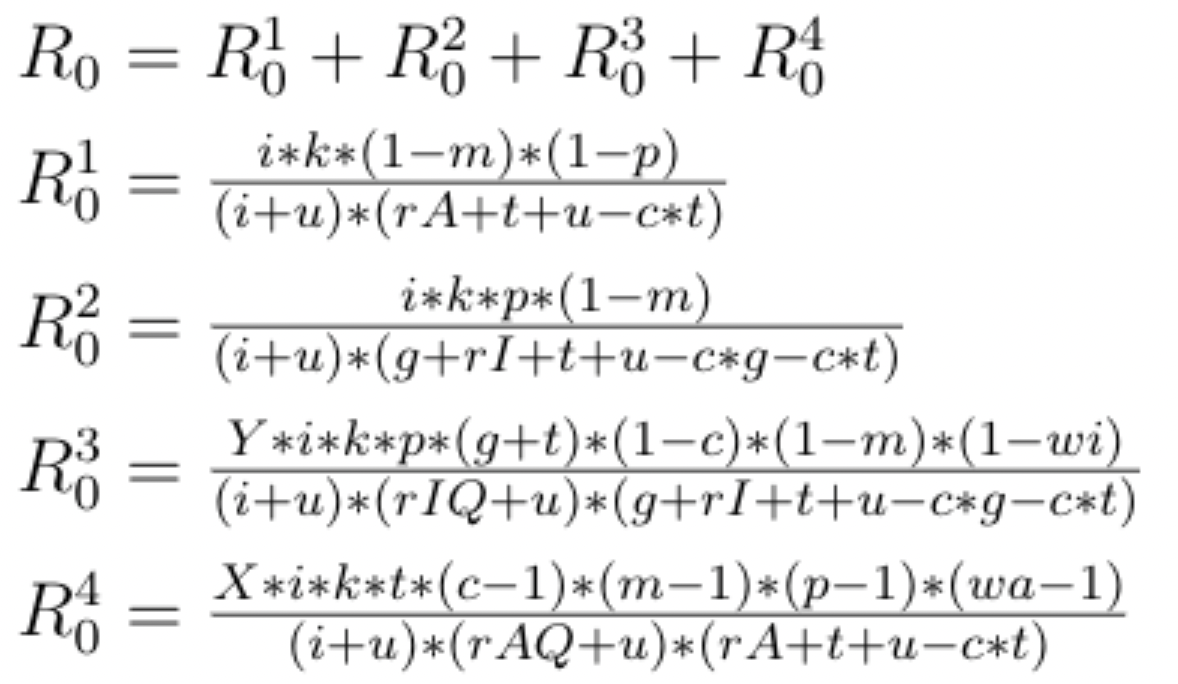 R_0 = R_0^1 + R_0^2 + R_0^3 + R_0^4
R_0^1 = \frac{i*k*(1-m)*(1-p)}{(i+u)*(rA+t+u-c*t)}
R_0^2 = \frac{i*k*p*(1-m)}{(i+u)*(g+rI+t+u-c*g-c*t)}
R_0^3 = \frac{Y*i*k*p*(g+t)*(1-c)*(1-m)*(1-wi)}{(i+u)*(rIQ+u)*(g+rI+t+u-c*g-c*t)}
R_0^4 = \frac{X*i*k*t*(c-1)*(m-1)*(p-1)*(wa-1)}{(i+u)*(rAQ+u)*(rA+t+u-c*t)}